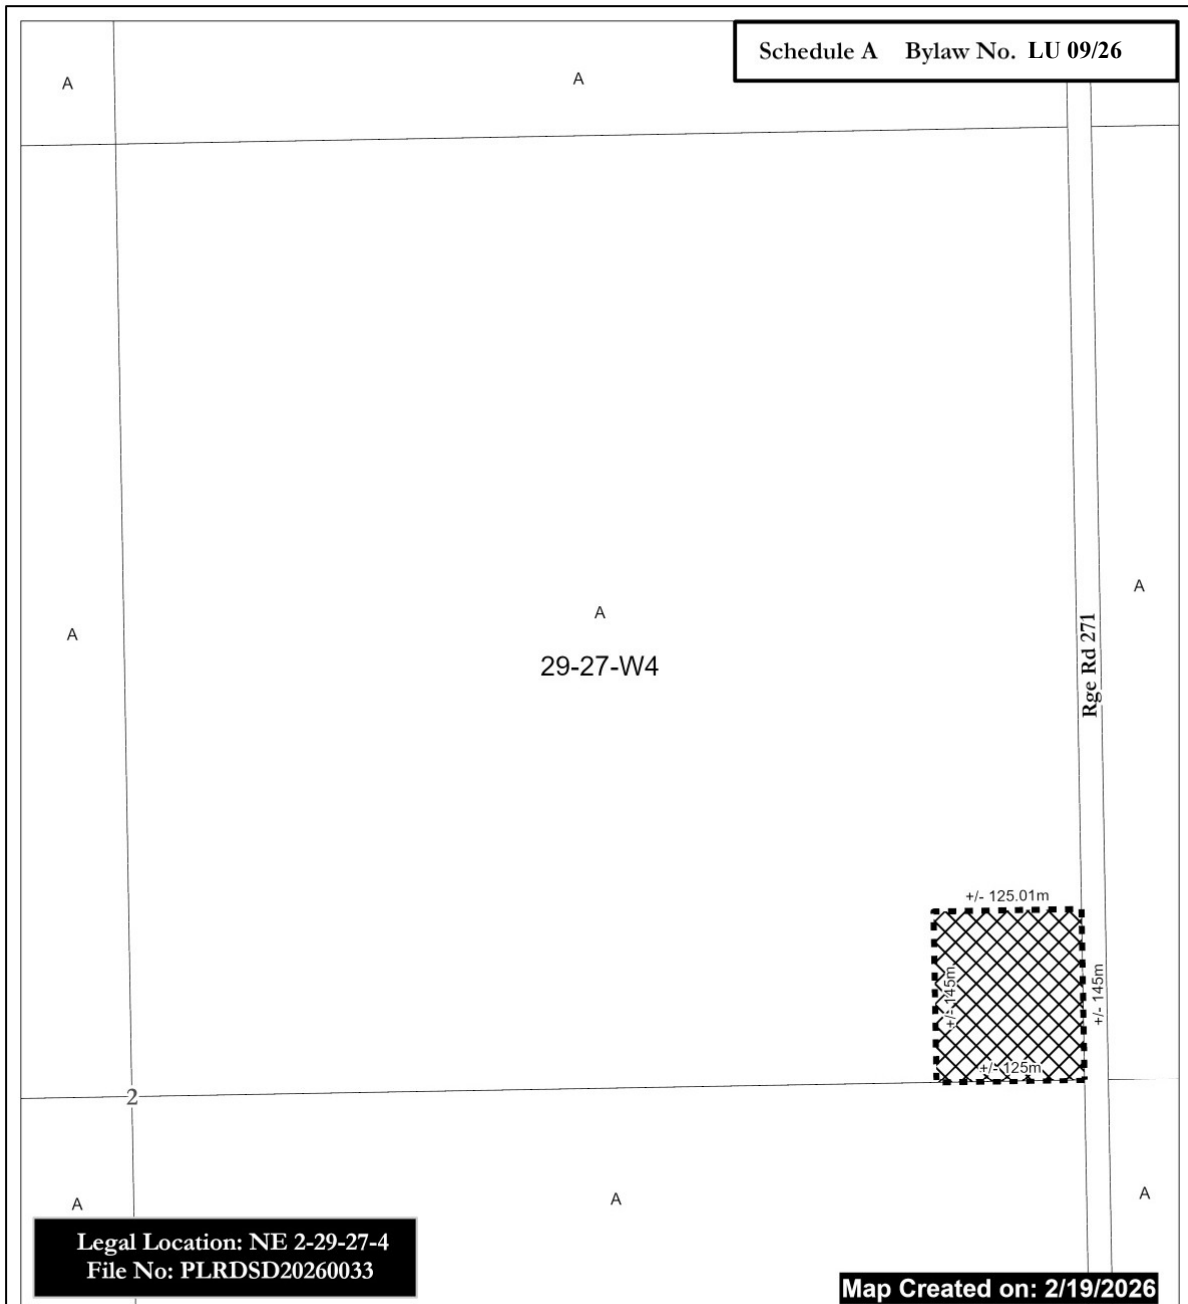 Schedule A Bylaw No. LU 09/26
A
A
A
A
A
29-27-W4
Rge Rd 271
+/- 125.01m
+/- 145m
+/- 145m
+/- 125m
2
A
A
A
Legal Location: NE 2-29-27-4
File No: PLRDSD20260033
Map Created on: 2/19/2026